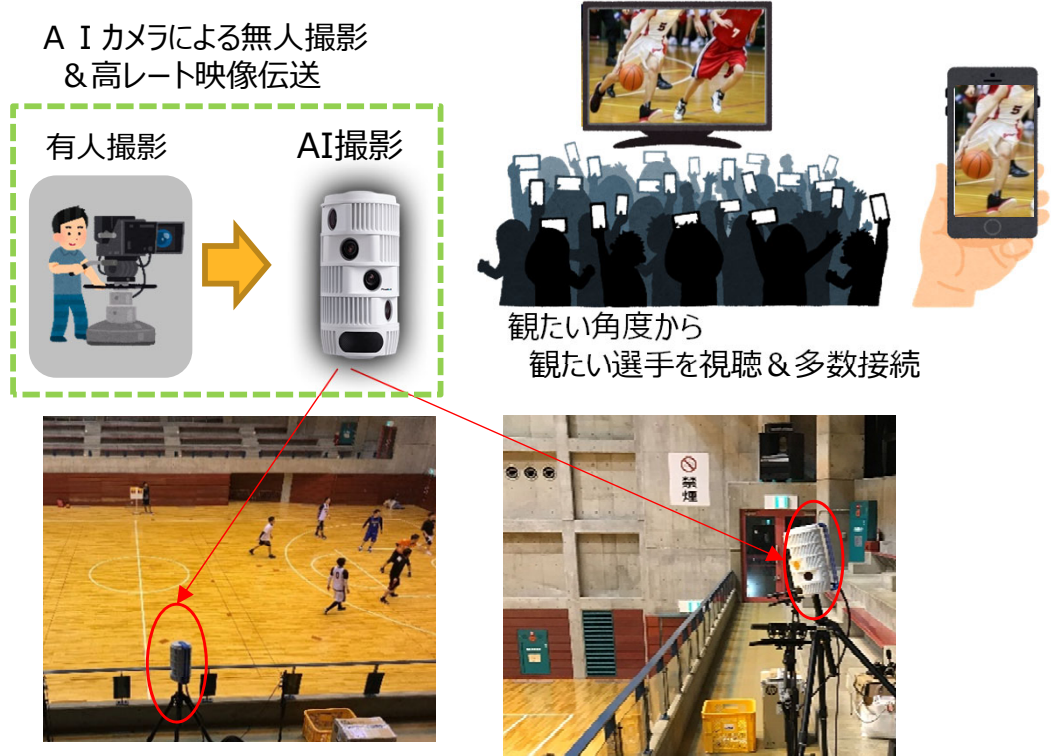 ＡＩカメラによる無人撮影
＆高レート映像伝送
有人撮影
AI撮影
観たい角度から
観たい選手を視聴＆多数接続
禁
煙